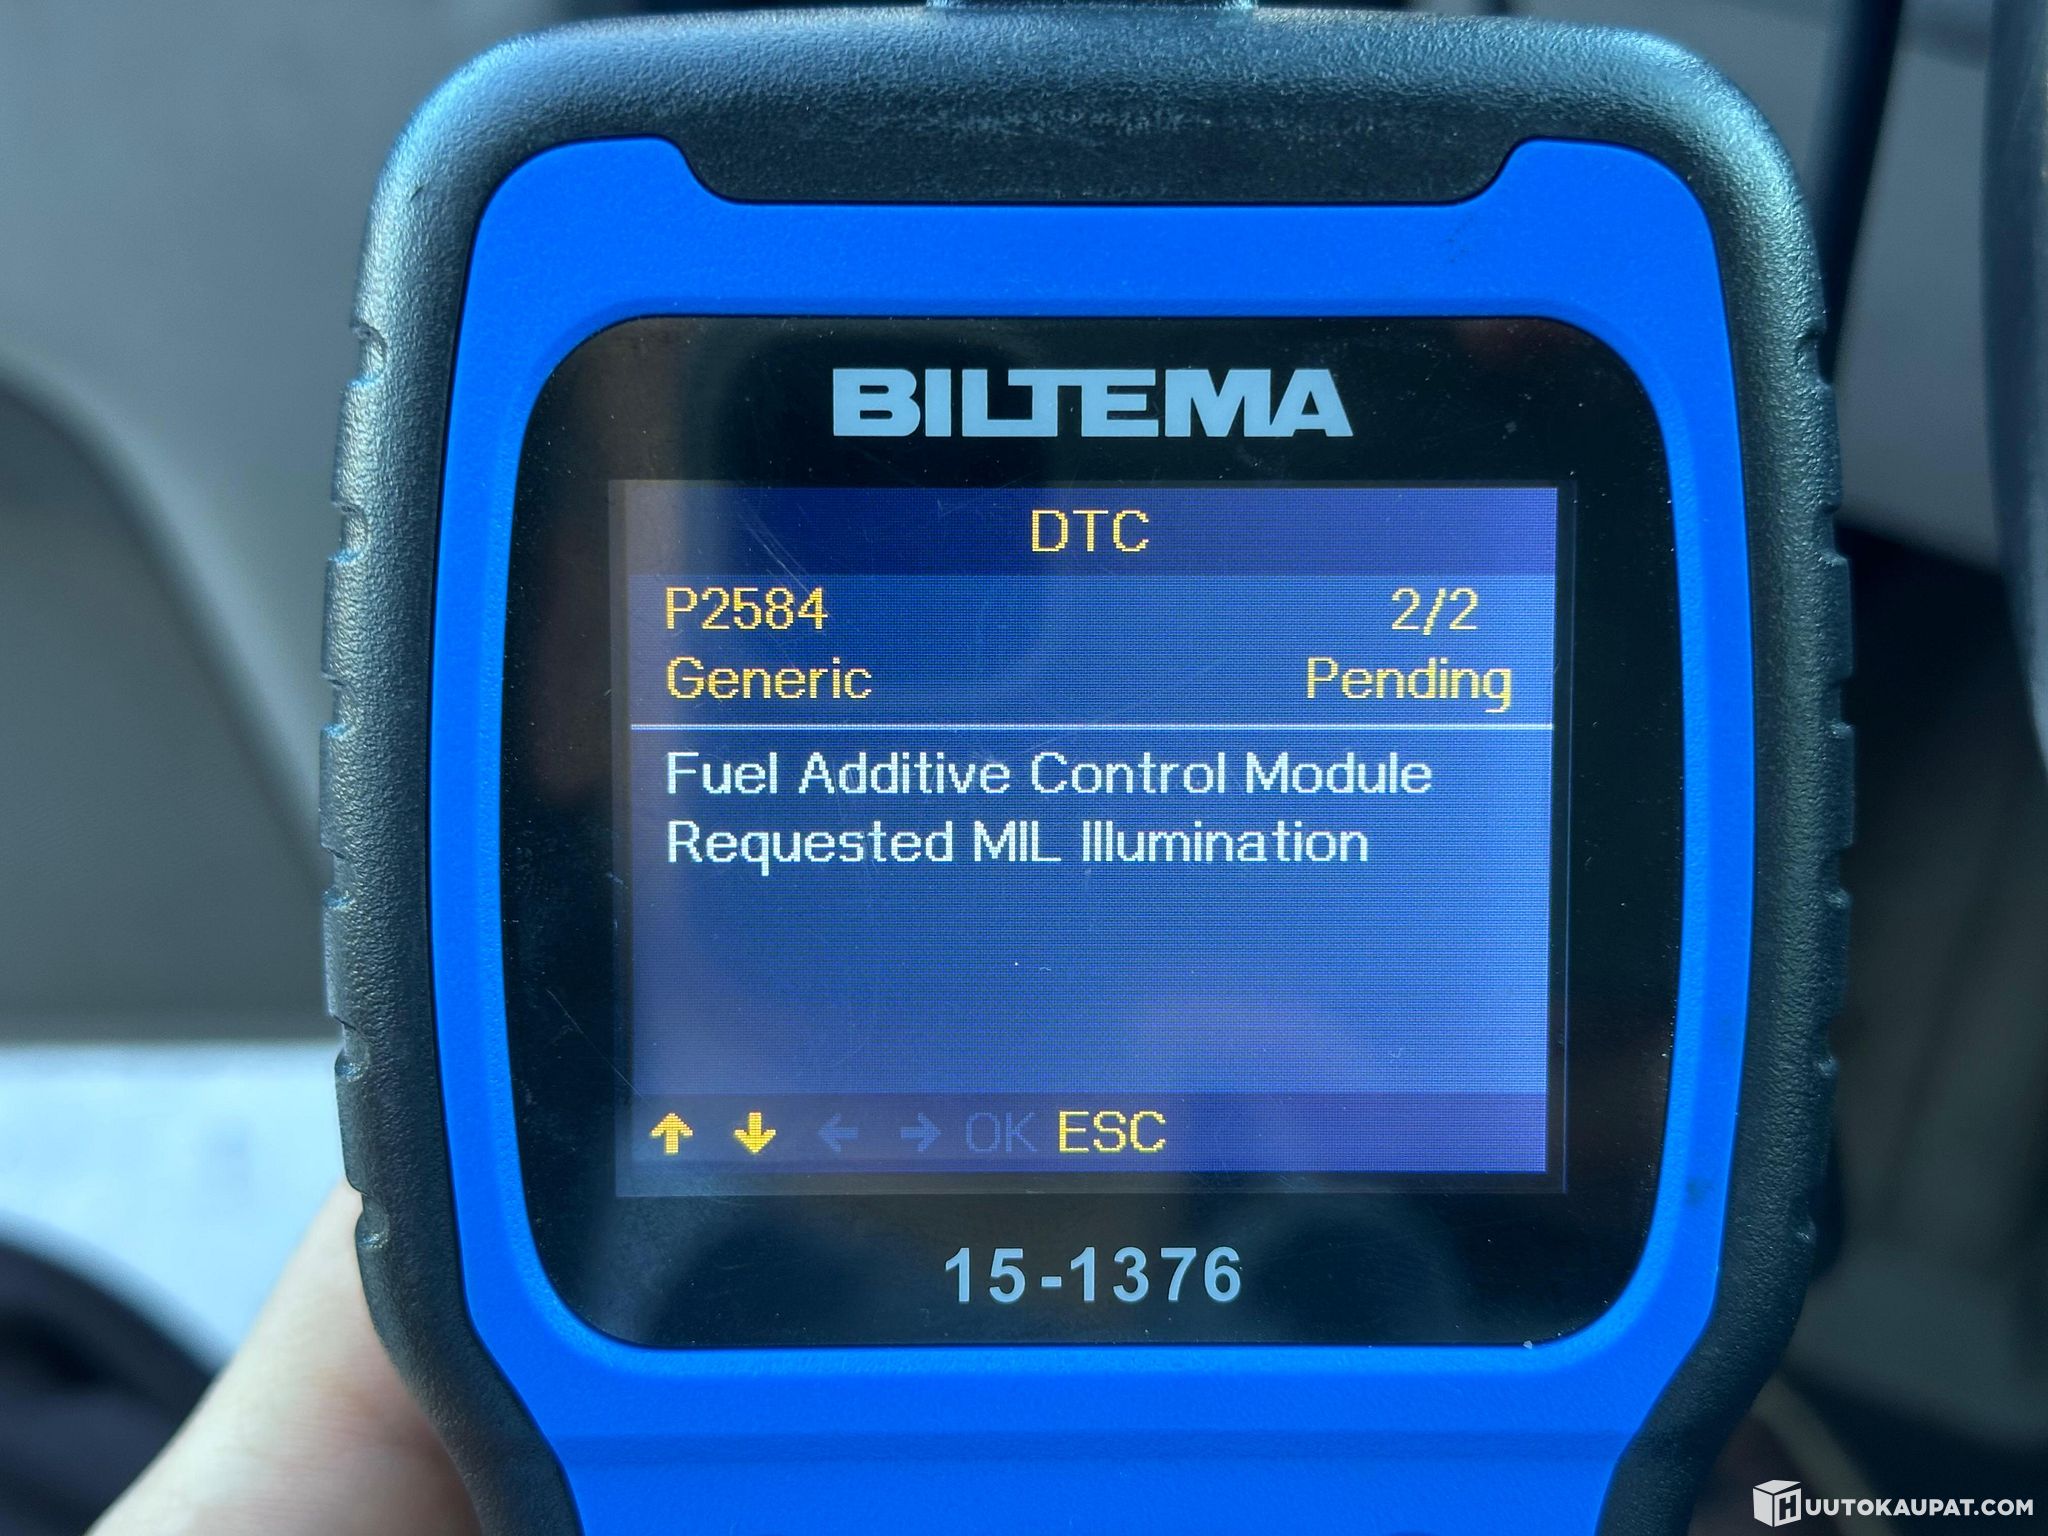 BILTEMA
DTC
P2584 2/2
Generic Pending
Fuel Additive Control Module
Requested MIL Illumination
OK ESC
15-1376
HUUTOKAUPAT.COM